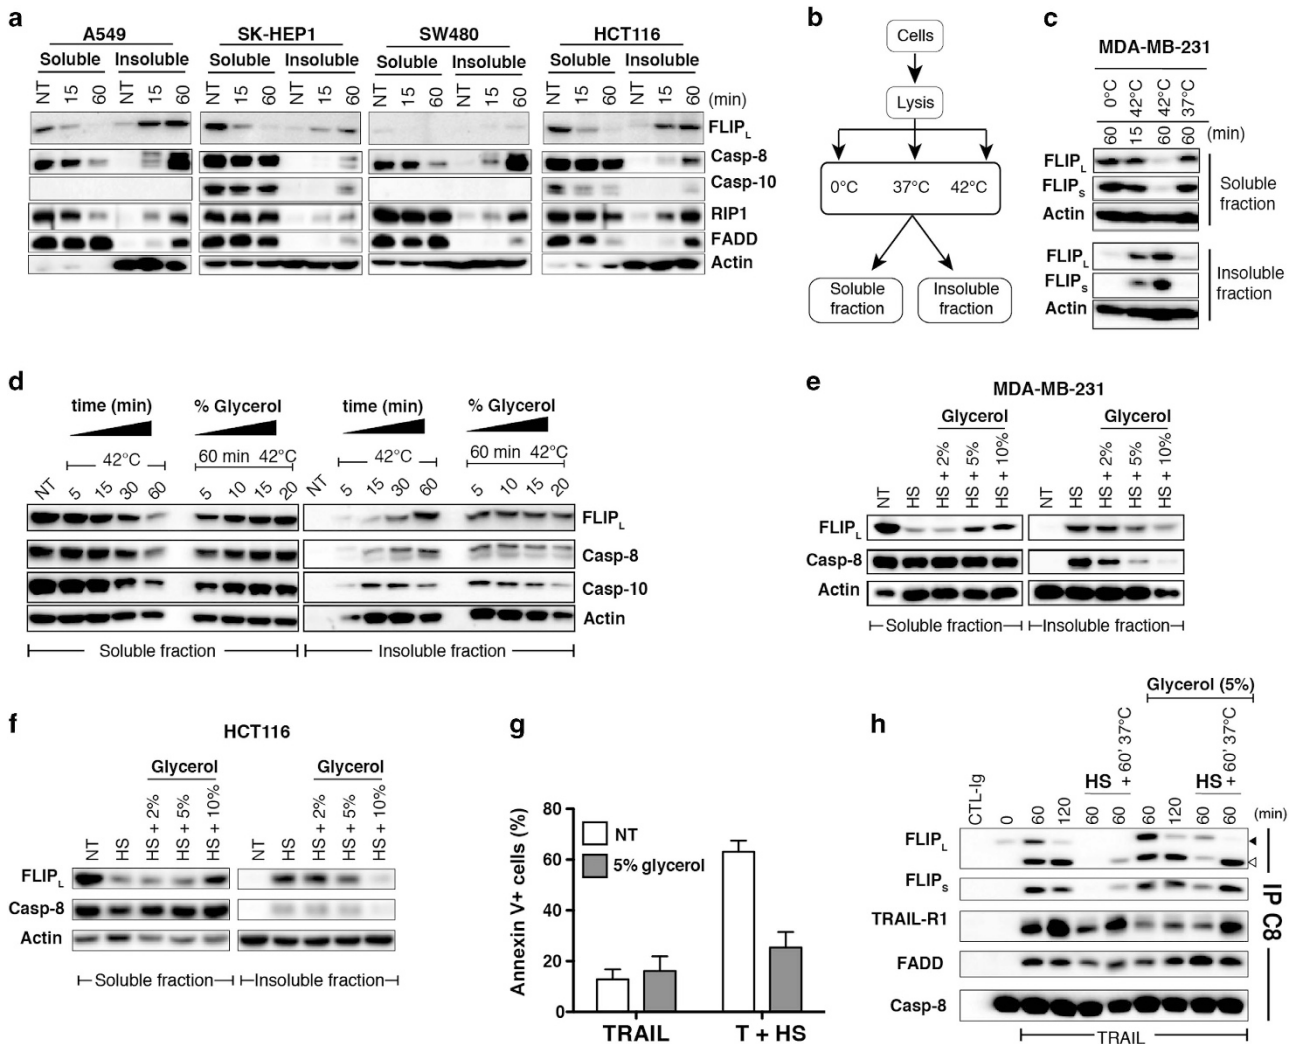 a
A549 SK-HEP1 SW480 HCT116
Soluble Insoluble Soluble Insoluble Soluble Insoluble Soluble Insoluble
NT 15 60 NT 15 60 NT 15 60 NT 15 60 NT 15 60 NT 15 60 NT 15 60 NT 15 60 (min)
FLIPL
Casp-8
Casp-10
RIP1
FADD
Actin
b
Cells
Lysis
0°C 37°C 42°C
Soluble fraction
Insoluble fraction
c
MDA-MB-231
0°C 42°C 42°C 37°C
60 15 60 60 (min)
FLIPL
FLIPS
Actin
Soluble fraction
FLIPL
FLIPS
Actin
Insoluble fraction
d
time (min) % Glycerol time (min) % Glycerol
42°C 60 min 42°C 42°C 60 min 42°C
NT 5 15 30 60 5 10 15 20 NT 5 15 30 60 5 10 15 20
FLIPL
Casp-8
Casp-10
Actin
Soluble fraction Insoluble fraction
e
MDA-MB-231
Glycerol Glycerol
NT HS HS + 2% HS + 5% HS + 10% NT HS HS + 2% HS + 5% HS + 10%
FLIPL
Casp-8
Actin
Soluble fraction Insoluble fraction
f
HCT116
Glycerol Glycerol
NT HS HS + 2% HS + 5% HS + 10% NT HS HS + 2% HS + 5% HS + 10%
FLIPL
Casp-8
Actin
Soluble fraction Insoluble fraction
g
Annexin V+ cells (%)
80
60
40
20
0
NT
5% glycerol
TRAIL T + HS
h
Glycerol (5%)
HS + 60' 37°C HS + 60' 37°C
CTL-Ig 0 60 120 60 60 60 120 60 60 (min)
FLIPL
FLIPS
TRAIL-R1
FADD
Casp-8
IP C8
TRAIL